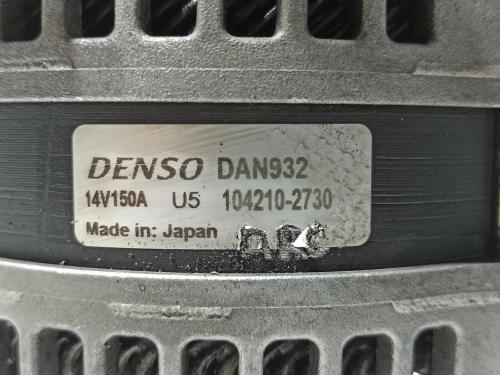 DENSO DAN932
14V150A U5 104210-2730
Made in: Japan